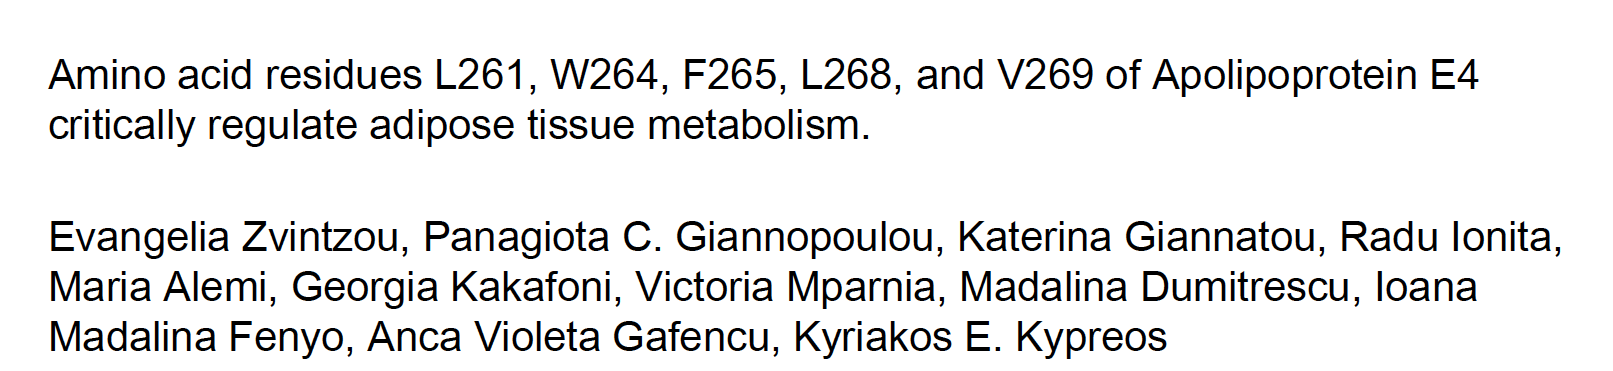 Amino acid residues L261, W264, F265, L268, and V269 of Apolipoprotein E4
critically regulate adipose tissue metabolism.
Evangelia Zvintzou, Panagiota C. Giannopoulou, Katerina Giannatou, Radu Ionita,
Maria Alemi, Georgia Kakafoni, Victoria Mparnia, Madalina Dumitrescu, Ioana
Madalina Fenyo, Anca Violeta Gafencu, Kyriakos E. Kypreos